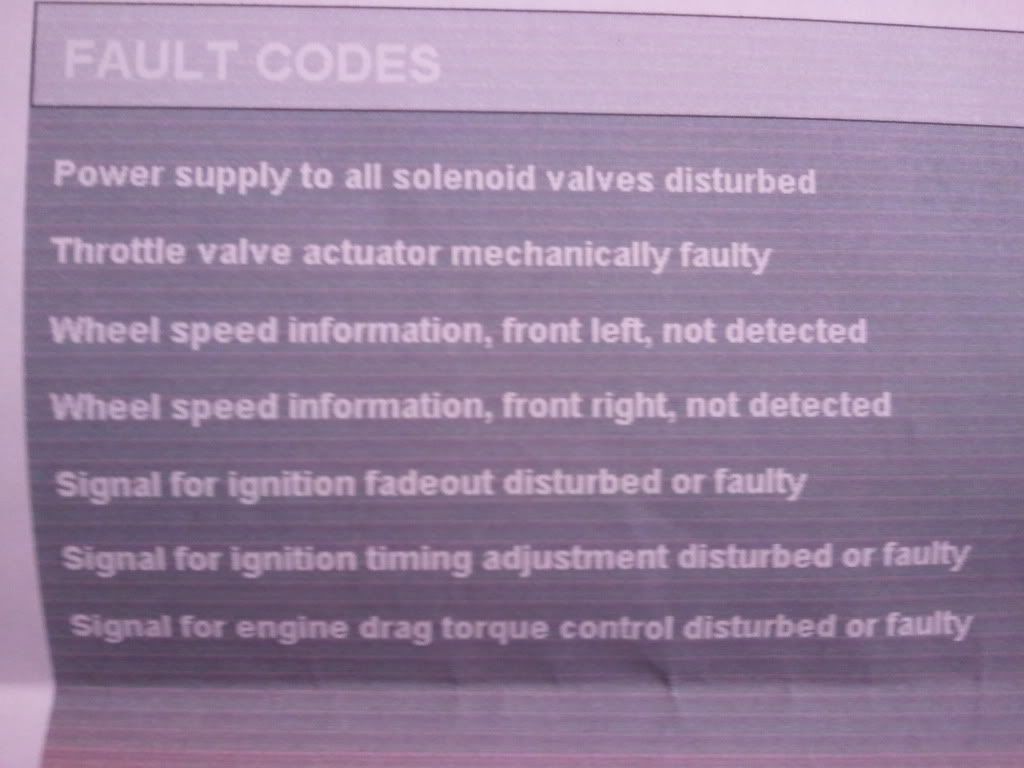 FAULT CODES
Power supply to all solenoid valves disturbed
Throttle valve actuator mechanically faulty
Wheel speed information, front left, not detected
Wheel speed information, front right, not detected
Signal for ignition fadeout disturbed or faulty
Signal for ignition timing adjustment disturbed or faulty
Signal for engine drag torque control disturbed or faulty